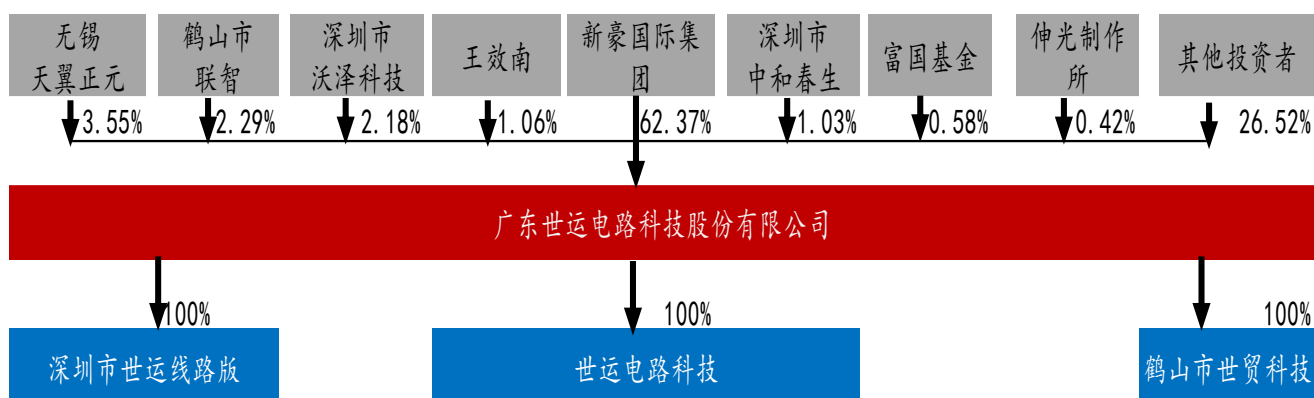 无锡
天翼正元
鹤山市
联智
深圳市
沃泽科技
王效南
新豪国际集
团
深圳市
中和春生
富国基金
伸光制作
所
其他投资者
3.55%
2.29%
2.18%
1.06%
62.37%
1.03%
0.58%
0.42%
26.52%
广东世运电路科技股份有限公司
100%
100%
100%
深圳市世运线路版
世运电路科技
鹤山市世贸科技